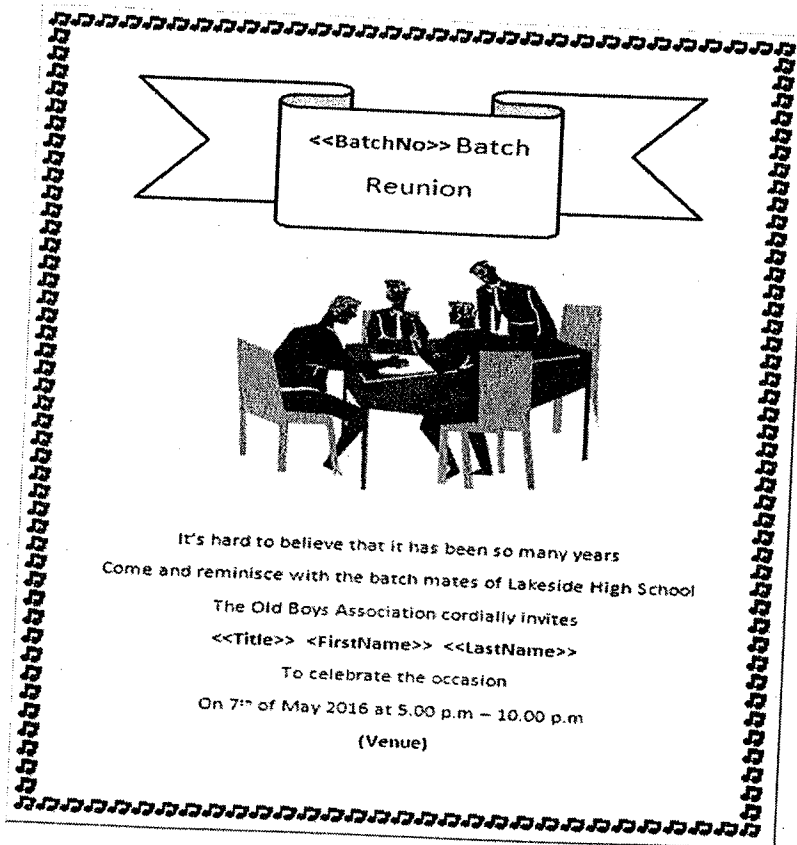 <<BatchNo>> Batch
Reunion
It's hard to believe that it has been so many years
Come and reminisce with the batch mates of Lakeside High School
The Old Boys Association cordially invites
<<Title>> <FirstName>> <<LastName>>
To celebrate the occasion
On 7th of May 2016 at 5.00 p.m – 10.00 p.m
(Venue)